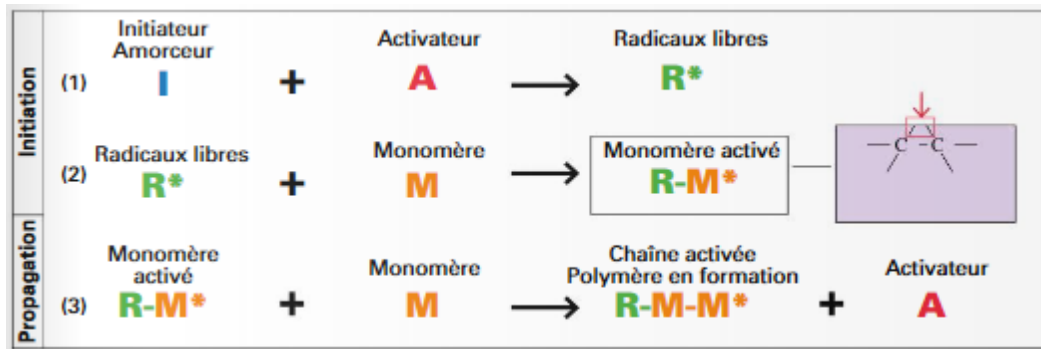 Initiation
(1)
Initiateur
Amorceur
I
+
Activateur
A
Radicaux libres
R*
(2)
Radicaux libres
R*
+
Monomère
M
Monomère activé
R-M*
— C - C —
Propagation
(3)
Monomère
activé
R-M*
+
Monomère
M
Chaîne activée
Polymère en formation
R-M-M*
+
Activateur
A